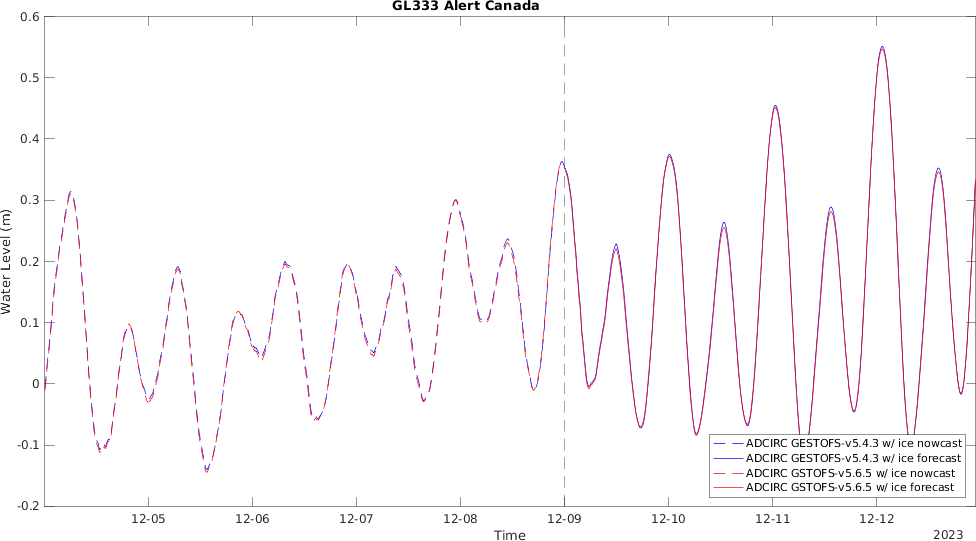 GL333 Alert Canada
0.6
0.5
0.4
0.3
0.2
0.1
0
-0.1
-0.2
Water Level (m)
ADCIRC GESTOFS-v5.4.3 w/ ice nowcast
ADCIRC GESTOFS-v5.4.3 w/ ice forecast
ADCIRC GSTOFS-v5.6.5 w/ ice nowcast
ADCIRC GSTOFS-v5.6.5 w/ ice forecast
12-05 12-06 12-07 12-08 12-09 12-10 12-11 12-12
Time
2023